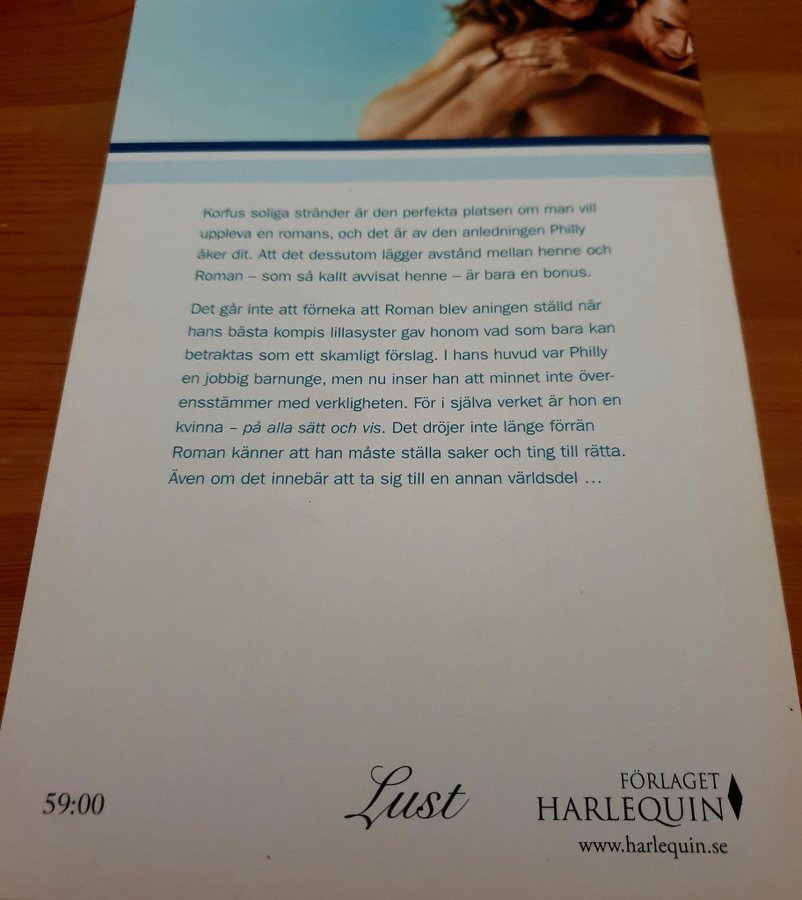 Korfus soliga stränder är den perfekta platsen om man vill
uppleva en romans, och det är av den anledningen Philly
åker dit. Att det dessutom lägger avstånd mellan henne och
Roman – som så kallt avvisat henne – är bara en bonus.
Det går inte att förneka att Roman blev aningen ställd när
hans bästa kompis lillasyster gav honom vad som bara kan
betraktas som ett skamligt förslag. I hans huvud var Philly
en jobbig barnunge, men nu inser han att minnet inte över-
ensstämmer med verkligheten. För i själva verket är hon en
kvinna – på alla sätt och vis. Det dröjer inte länge förrän
Roman känner att han måste ställa saker och ting till rätta.
Även om det innebär att ta sig till en annan världsdel …
59:00
Lust
FÖRLAGET
HARLEQUIN
www.harlequin.se